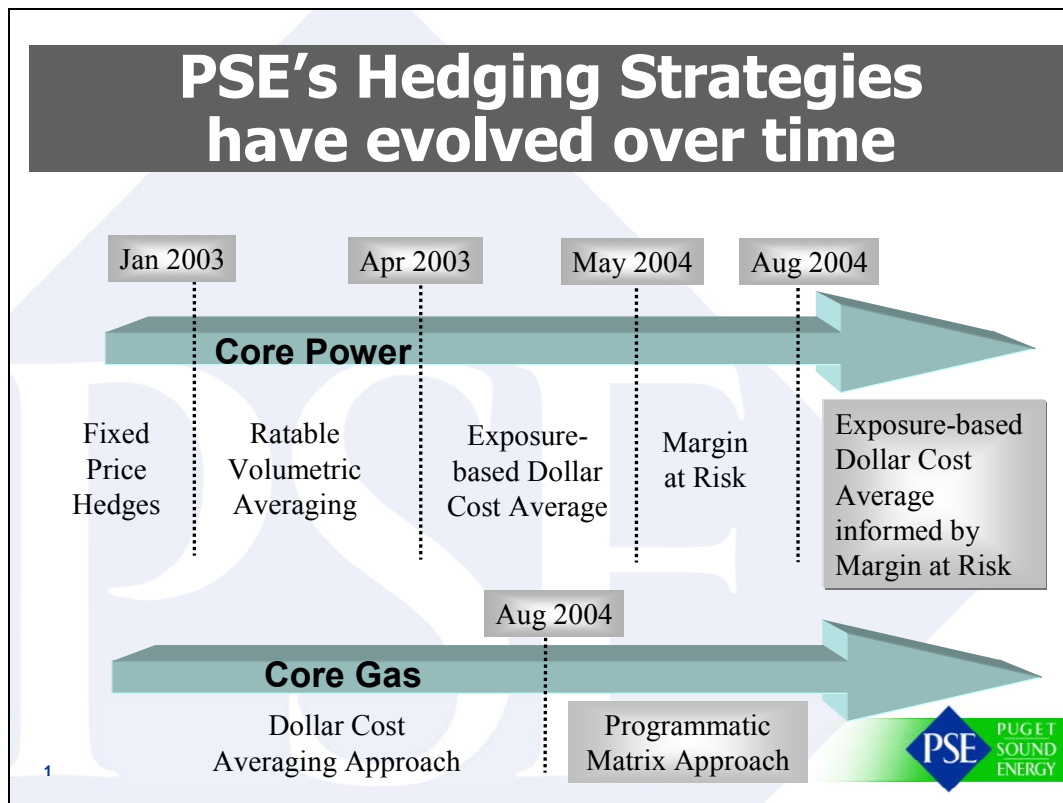 PSE's Hedging Strategies
have evolved over time
Jan 2003
Apr 2003
May 2004
Aug 2004
Core Power
Fixed
Price
Hedges
Ratable
Volumetric
Averaging
Exposure-
based Dollar
Cost Average
Margin
at Risk
Exposure-based
Dollar Cost
Average
informed by
Margin at Risk
Aug 2004
Core Gas
Dollar Cost
Averaging Approach
Programmatic
Matrix Approach
1
PSE
PUGET
SOUND
ENERGY
PSE